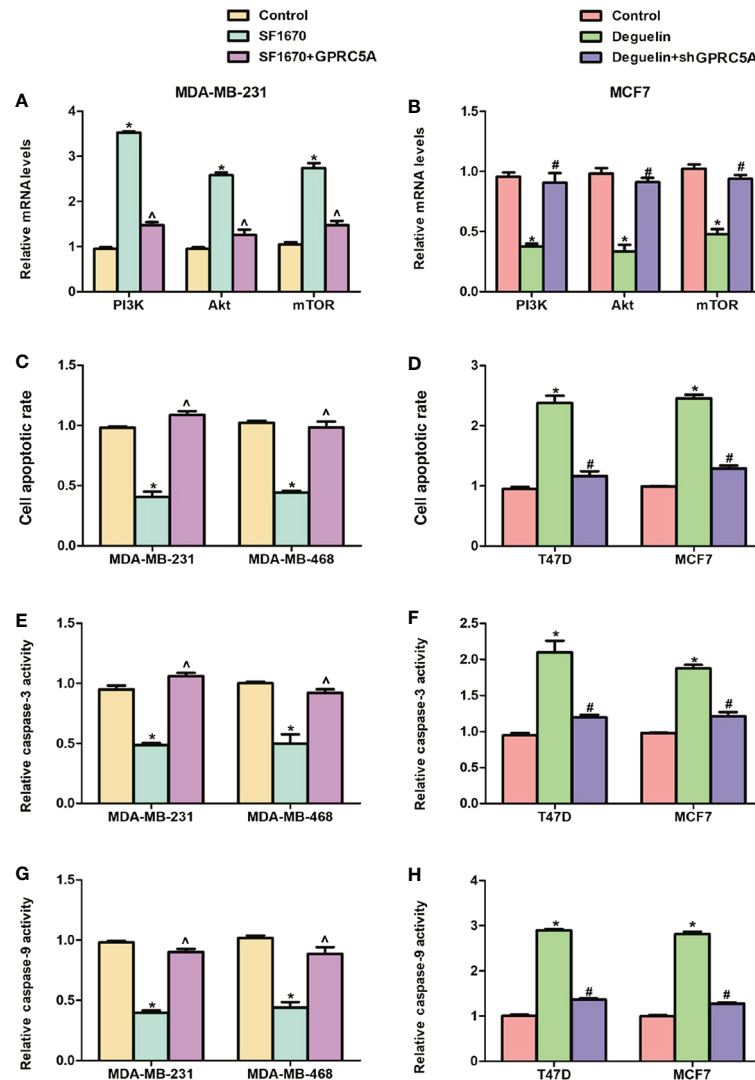 Control
SF1670
SF1670+GPRC5A
Control
Deguelin
Deguelin+shGPRC5A
A
MDA-MB-231
Relative mRNA levels
4
3
2
1
0
* ^ * ^ * ^
PI3K Akt mTOR
B
MCF7
Relative mRNA levels
1.5
1.0
0.5
0.0
* # * # * #
PI3K Akt mTOR
C
Cell apoptotic rate
1.5
1.0
0.5
0.0
* ^ * ^
MDA-MB-231 MDA-MB-468
D
Cell apoptotic rate
3
2
1
0
* # * #
T47D MCF7
E
Relative caspase-3 activity
1.5
1.0
0.5
0.0
* ^ * ^
MDA-MB-231 MDA-MB-468
F
Relative caspase-3 activity
2.5
2.0
1.5
1.0
0.5
0.0
* # * #
T47D MCF7
G
Relative caspase-9 activity
1.5
1.0
0.5
0.0
* ^ * ^
MDA-MB-231 MDA-MB-468
H
Relative caspase-9 activity
4
3
2
1
0
* # * #
T47D MCF7